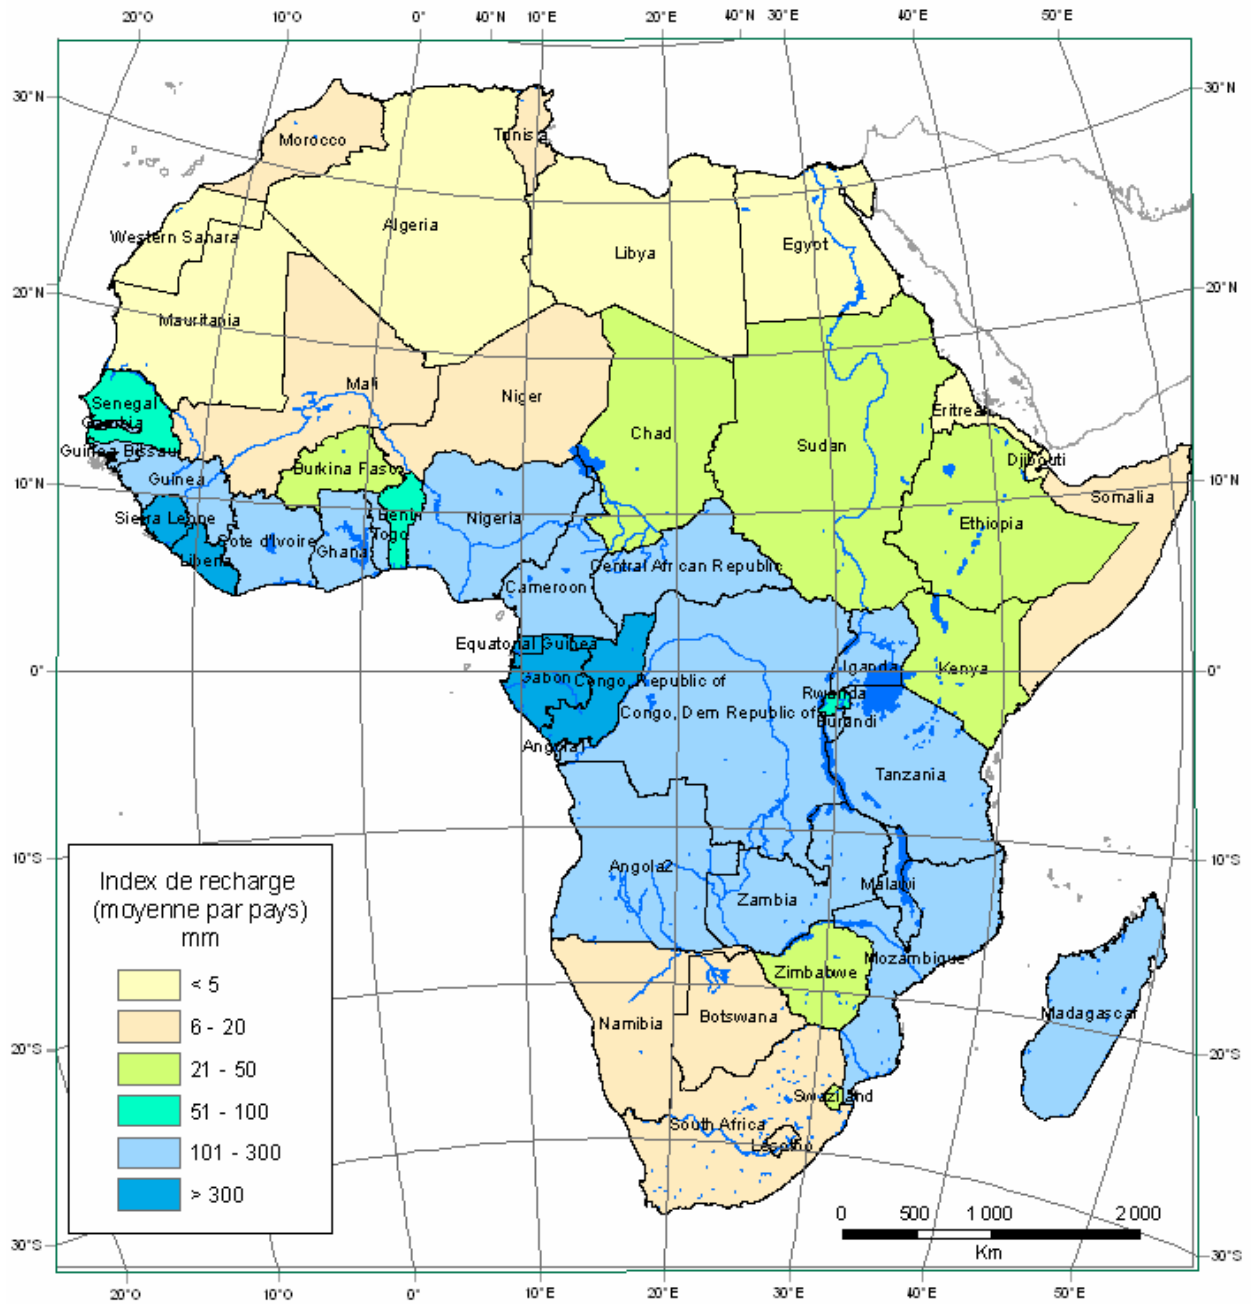 20°O 10°O 0° 40°N 10°E 20°E 40°N 30°E 40°E 50°E
30°N 30°N
Morocco Tunisia
Algeria
Western Sahara Libya Egypt
20°N 20°N
Mauritania
Mali Niger
Senegal Eritrea
Gambia Chad Sudan
Guinea Bissau Djibouti
Burkina Faso
10°N Guinea 10°N
Somalia
Sierra Leone Benin Nigeria Ethiopia
Cote d'Ivoire Ghana Togo
Liberia
Cameroon Central African Republic
Equatorial Guinea
0° Gabon Congo, Republic of Uganda Kenya 0°
Rwanda
Congo, Dem Republic of Burundi
Angola1
Tanzania
10°S 10°S
Angola2 Malawi
Zambia
Mozambique
Zimbabwe
Namibia Botswana Madagascar
20°S 20°S
Swaziland
South Africa
Lesotho
Index de recharge
(moyenne par pays)
mm
< 5
6 - 20
21 - 50
51 - 100
101 - 300
> 300
0 500 1 000 2 000
Km
30°S 30°S
20°O 10°O 0° 10°E 20°E 30°E 40°E 50°E